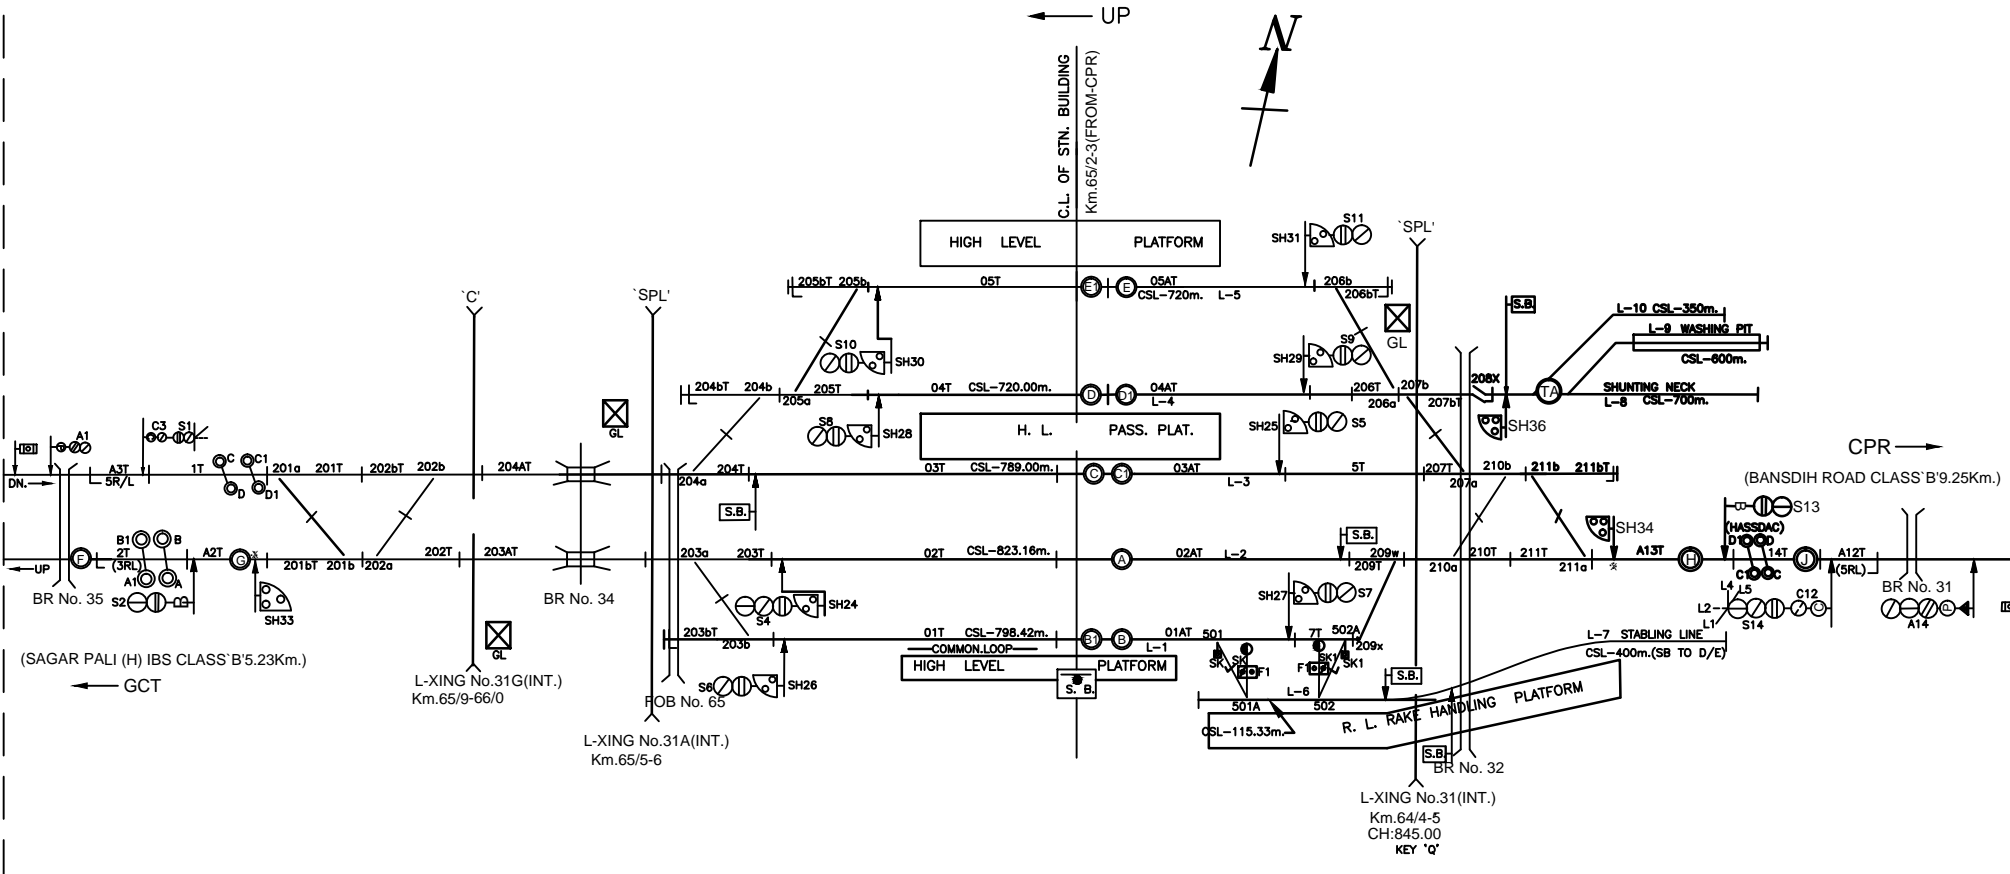 UP
N
C.L. OF STN. BUILDING
Km.65/2-3(FROM-CPR)
HIGH LEVEL PLATFORM
SH31
S11
`SPL'
`C'
`SPL'
205bT 205b 05T E1 E 05AT 206b
CSL-720m. L-5 206bT
S.B.
L-10 CSL-350m.
L-9 WASHING PIT
CSL-600m.
GL
S10
SH30
SH29
S9
204bT 204b 205T 04T CSL-720.00m. D D1 04AT 206T 207b 208X TA SHUNTING NECK
205a L-4 206a 207bT L-8 CSL-700m.
GL
S8
SH28
H. L. PASS. PLAT.
SH25
S5
SH36
CPR
(BANSDIH ROAD CLASS`B'9.25Km.)
A1
C3 S1
C C1
D D1
DN.
A3T 1T 201a 201T 202bT 202b 204AT 204T 03T CSL-789.00m. C C1 03AT 5T 207T 210b 211b 211bT
5R/L 204a L-3 207a
S.B.
S.B.
SH34
S13
(HASSDAC)
D1 D
B1 B
UP
F 2T A2T G 202T 203AT 203a 203T 02T CSL-823.16m. A 02AT L-2 209w 210T 211T A13T H 14T J A12T
(3RL) 201bT 201b 202a 209T 210a 211a C1 C (5RL)
A1 A
BR No. 35
BR No. 34
BR No. 31
S2
SH33
S4
SH24
SH27
S7
L4 L5
L2
L1
S14
C12
A14
203bT 203b 01T CSL-798.42m. B1 B 01AT 501 7T 502A
COMMON.LOOP L-1 209x
L-7 STABLING LINE
CSL-400m.(SB TO D/E)
GL
HIGH LEVEL PLATFORM
S. B.
SK SK F1 F1 SK1 SK1
S.B.
S6
SH26
L-6
501A 502
CSL-115.33m.
R. L. RAKE HANDLING PLATFORM
S.B.
BR No. 32
(SAGAR PALI (H) IBS CLASS`B'5.23Km.)
GCT
L-XING No.31G(INT.)
Km.65/9-66/0
FOB No. 65
L-XING No.31A(INT.)
Km.65/5-6
L-XING No.31(INT.)
Km.64/4-5
CH:845.00
KEY `Q'